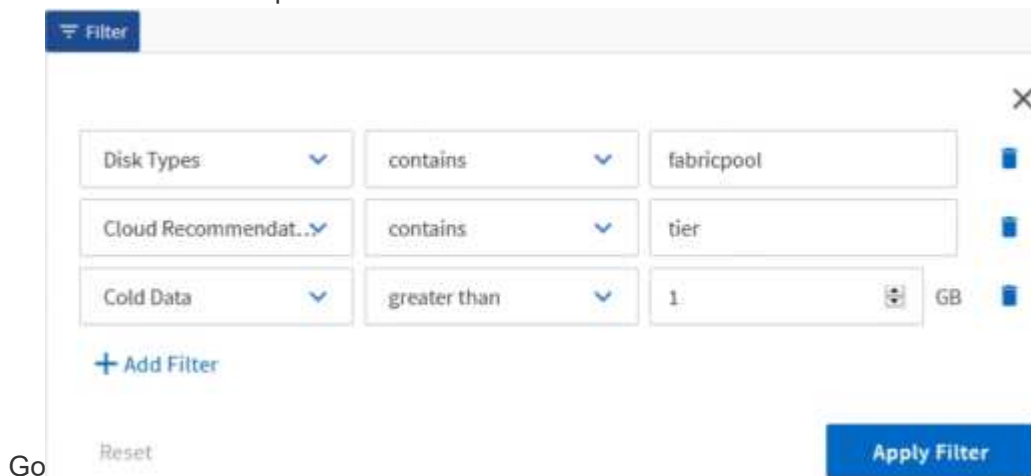 Filter
Disk Types contains fabricpool
Cloud Recommendat... contains tier
Cold Data greater than 1 GB
+ Add Filter
Reset Apply Filter
Go